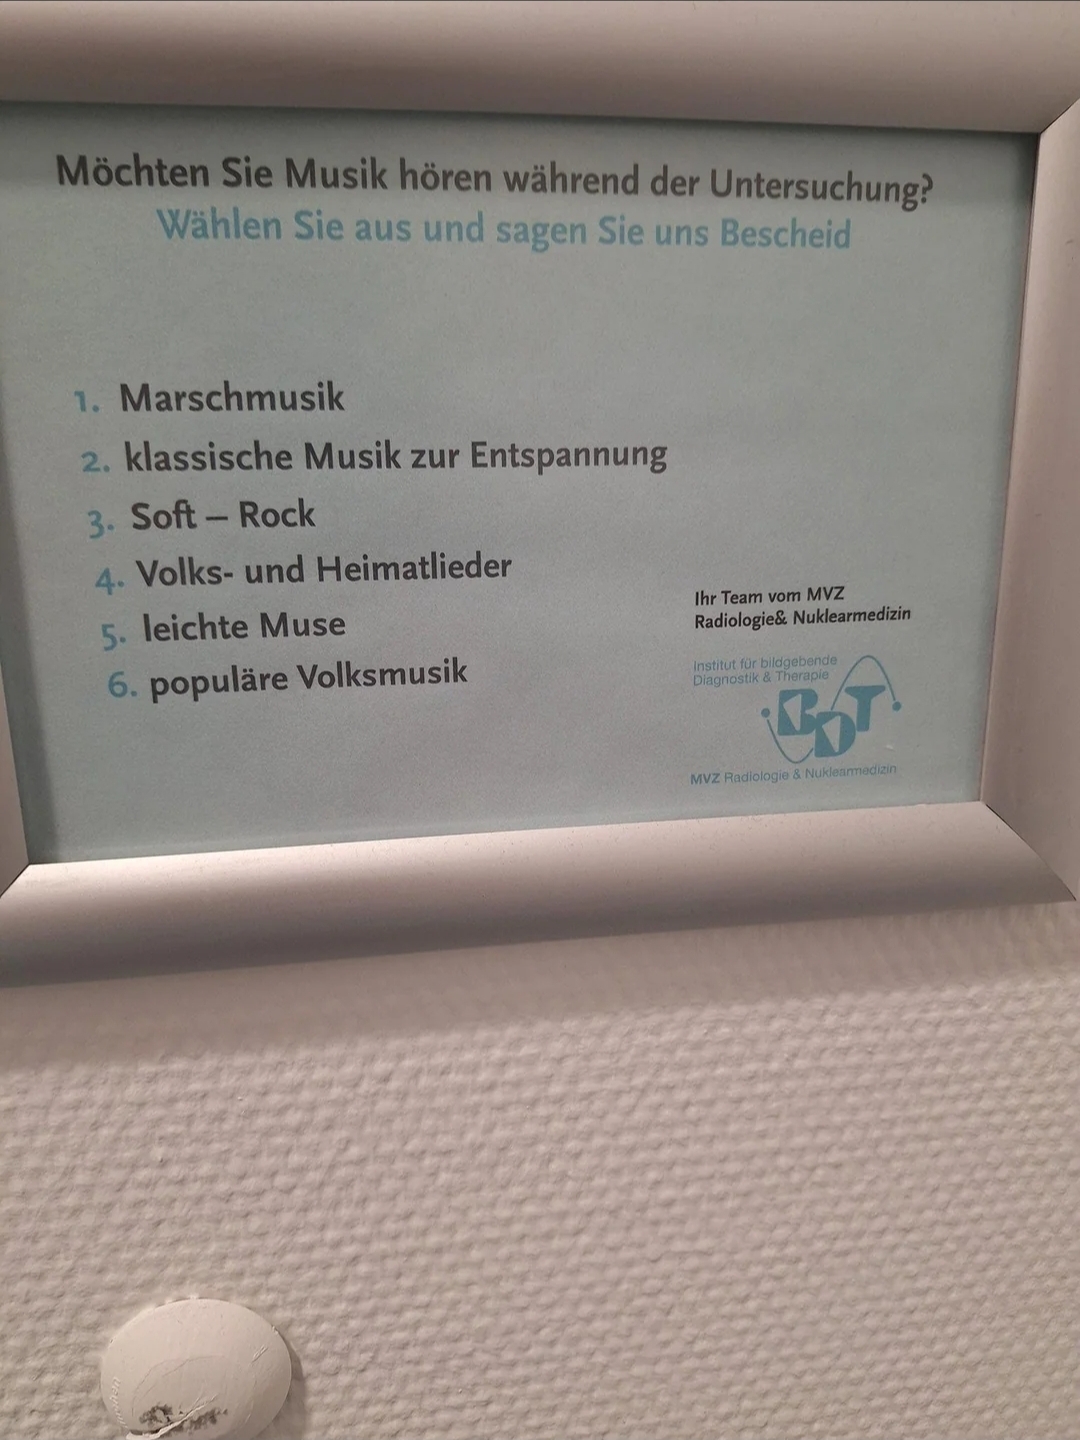 Möchten Sie Musik hören während der Untersuchung?
Wählen Sie aus und sagen Sie uns Bescheid
1. Marschmusik
2. klassische Musik zur Entspannung
3. Soft – Rock
4. Volks- und Heimatlieder
5. leichte Muse
6. populäre Volksmusik
Ihr Team vom MVZ
Radiologie& Nuklearmedizin
Institut für bildgebende
Diagnostik & Therapie
BDT
MVZ Radiologie & Nuklearmedizin